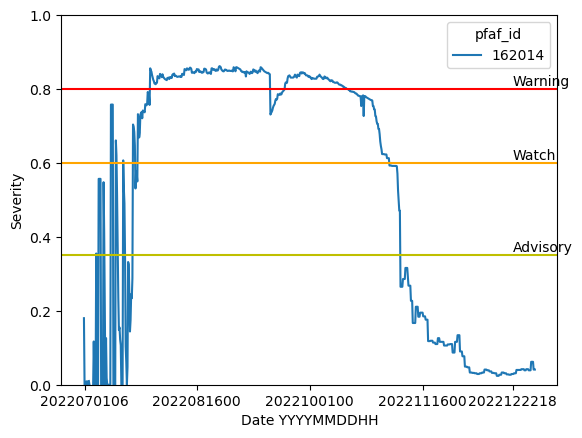 1.0
pfaf_id
162014
0.8
Warning
0.6
Watch
Severity
0.4
Advisory
0.2
0.0
2022070106 2022081600 2022100100 2022111600 2022122218
Date YYYYMMDDHH